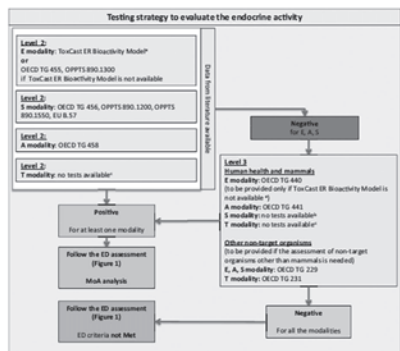 Testing strategy to evaluate the endocrine activity
Level 2:
E modality: ToxCast ER Bioactivity Model
or
OECD TG 455, OPPTS 890.1300
if ToxCast ER Bioactivity Model is not available
Level 2:
S modality: OECD TG 456, OPPTS 890.1200, OPPTS
890.1550, EU B.57
Level 2:
A modality: OECD TG 458
Level 2:
T modality: no tests available
Data from literature available
Negative
for E, A, S
Level 3
Human health and mammals
E modality: OECD TG 440
(to be provided only if ToxCast ER Bioactivity Model is
not available)
A modality: OECD TG 441
S modality: no tests available
T modality: no tests available
Other non-target organisms
(to be provided if the assessment of non-target
organisms other than mammals is needed)
E, A, S modality: OECD TG 229
T modality: OECD TG 231
Positive
For at least one modality
Follow the ED assessment
(Figure 1)
MoA analysis
Follow the ED assessment
(Figure 1)
ED criteria not Met
Negative
For all the modalities